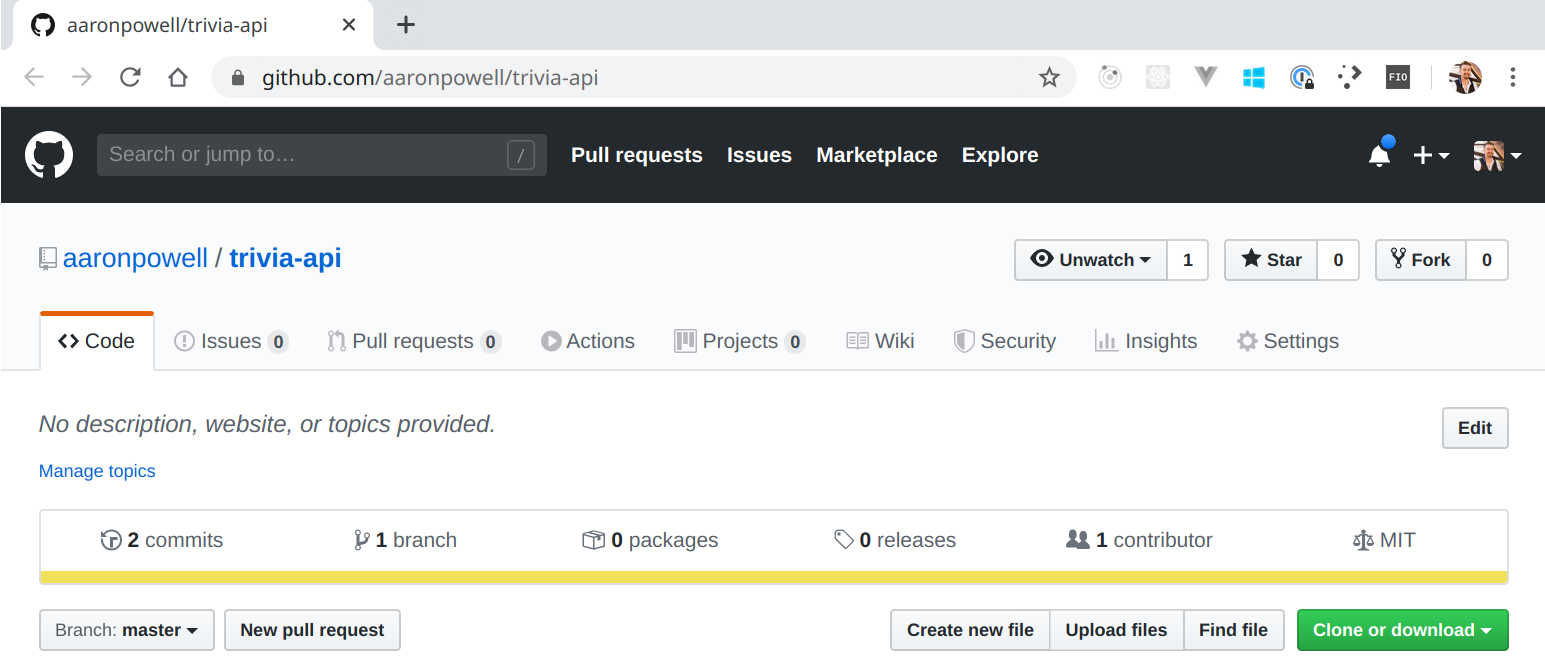 aaronpowell/trivia-api
github.com/aaronpowell/trivia-api FIO
Search or jump to… / Pull requests Issues Marketplace Explore
aaronpowell / trivia-api Unwatch 1 Star 0 Fork 0
Code Issues 0 Pull requests 0 Actions Projects 0 Wiki Security Insights Settings
No description, website, or topics provided. Edit
Manage topics
2 commits 1 branch 0 packages 0 releases 1 contributor MIT
Branch: master New pull request Create new file Upload files Find file Clone or download